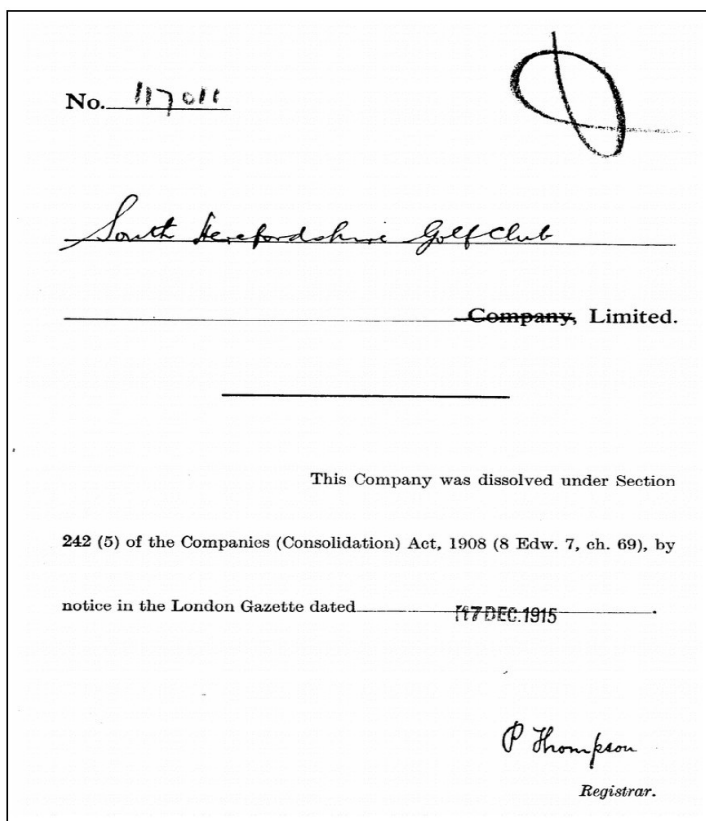 No. 117011
South Herefordshire Golf Club
Company, Limited.
This Company was dissolved under Section
242 (5) of the Companies (Consolidation) Act, 1908 (8 Edw. 7, ch. 69), by
notice in the London Gazette dated 17 DEC. 1915.
P Thompson
Registrar.